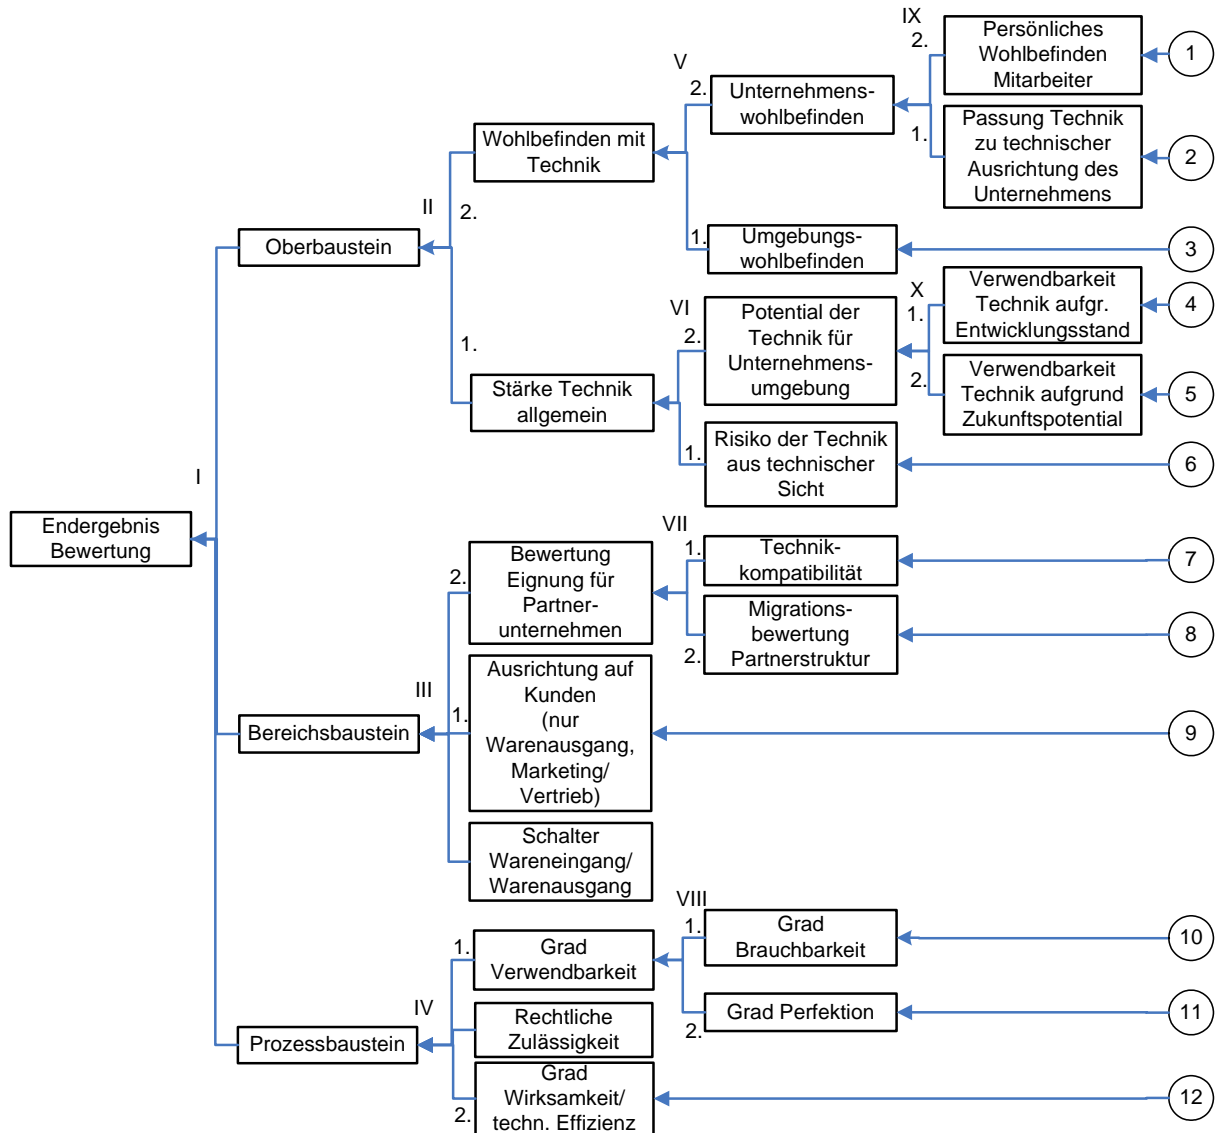 IX
2.
Persönliches
Wohlbefinden
Mitarbeiter
1
V
2.
Unternehmens-
wohlbefinden
1.
Passung Technik
zu technischer
Ausrichtung des
Unternehmens
2
Wohlbefinden mit
Technik
II
2.
Oberbaustein
1.
Umgebungs-
wohlbefinden
3
X
1.
Verwendbarkeit
Technik aufgr.
Entwicklungsstand
4
VI
2.
Potential der
Technik für
Unternehmens-
umgebung
2.
Verwendbarkeit
Technik aufgrund
Zukunftspotential
5
1.
Stärke Technik
allgemein
1.
Risiko der Technik
aus technischer
Sicht
6
I
Endergebnis
Bewertung
VII
1.
Technik-
kompatibilität
7
2.
Bewertung
Eignung für
Partner-
unternehmen
2.
Migrations-
bewertung
Partnerstruktur
8
III
1.
Ausrichtung auf
Kunden
(nur
Warenausgang,
Marketing/
Vertrieb)
9
Bereichsbaustein
Schalter
Wareneingang/
Warenausgang
VIII
1.
Grad
Brauchbarkeit
10
1.
Grad
Verwendbarkeit
2.
Grad Perfektion
11
IV
Prozessbaustein
Rechtliche
Zulässigkeit
2.
Grad
Wirksamkeit/
techn. Effizienz
12